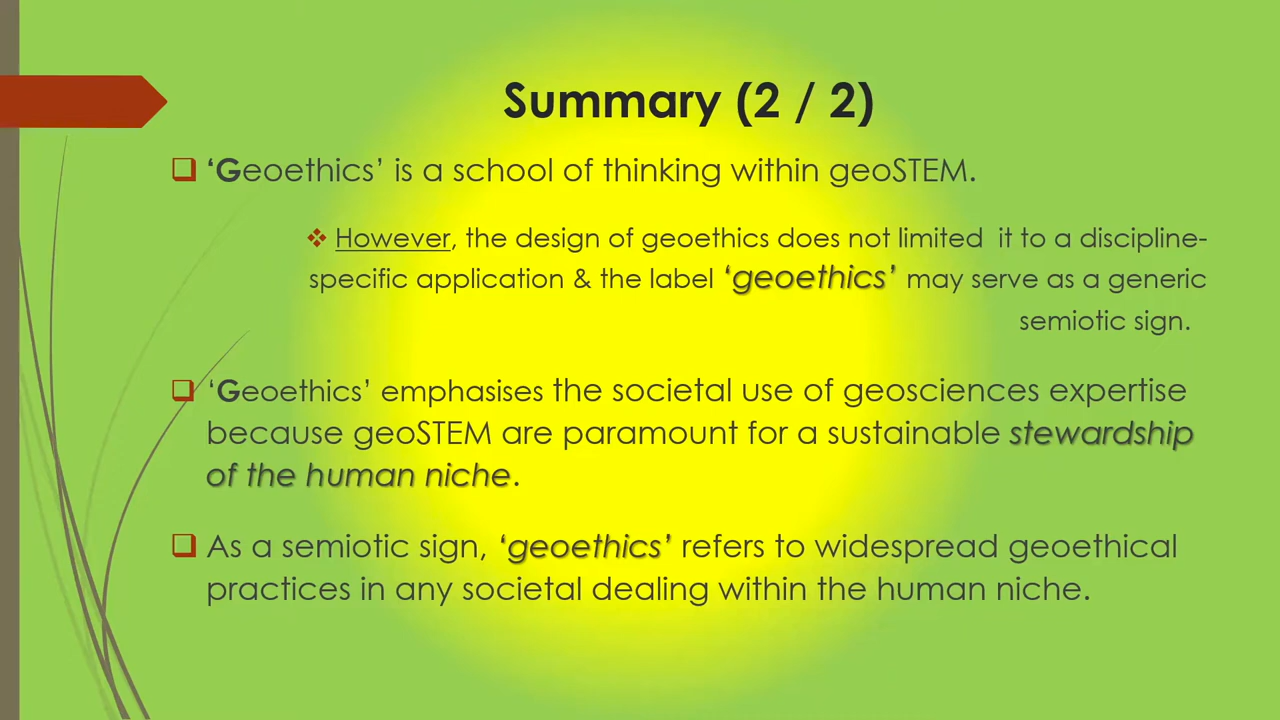 Summary (2 / 2)
‘Geoethics’ is a school of thinking within geoSTEM.
However, the design of geoethics does not limited  it to a discipline-
specific application & the label ‘geoethics’ may serve as a generic
semiotic sign.
‘Geoethics’ emphasises the societal use of geosciences expertise
because geoSTEM are paramount for a sustainable stewardship
of the human niche.
As a semiotic sign, ‘geoethics’ refers to widespread geoethical
practices in any societal dealing within the human niche.